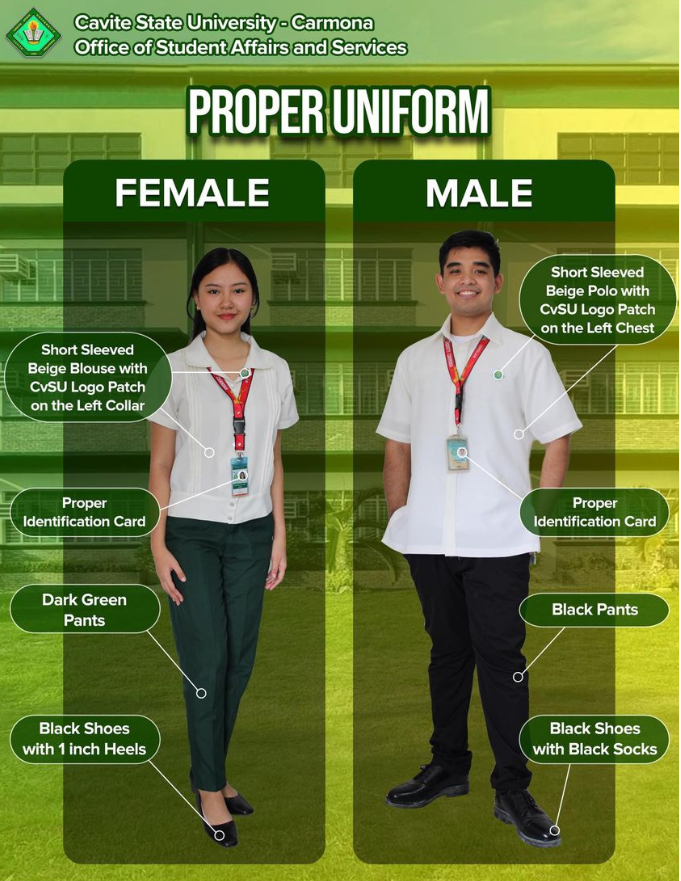 Cavite State University - Carmona
Office of Student Affairs and Services
PROPER UNIFORM
FEMALE
Short Sleeved
Beige Blouse with
CvSU Logo Patch
on the Left Collar
Proper
Identification Card
Dark Green
Pants
Black Shoes
with 1 inch Heels
MALE
Short Sleeved
Beige Polo with
CvSU Logo Patch
on the Left Chest
Proper
Identification Card
Black Pants
Black Shoes
with Black Socks